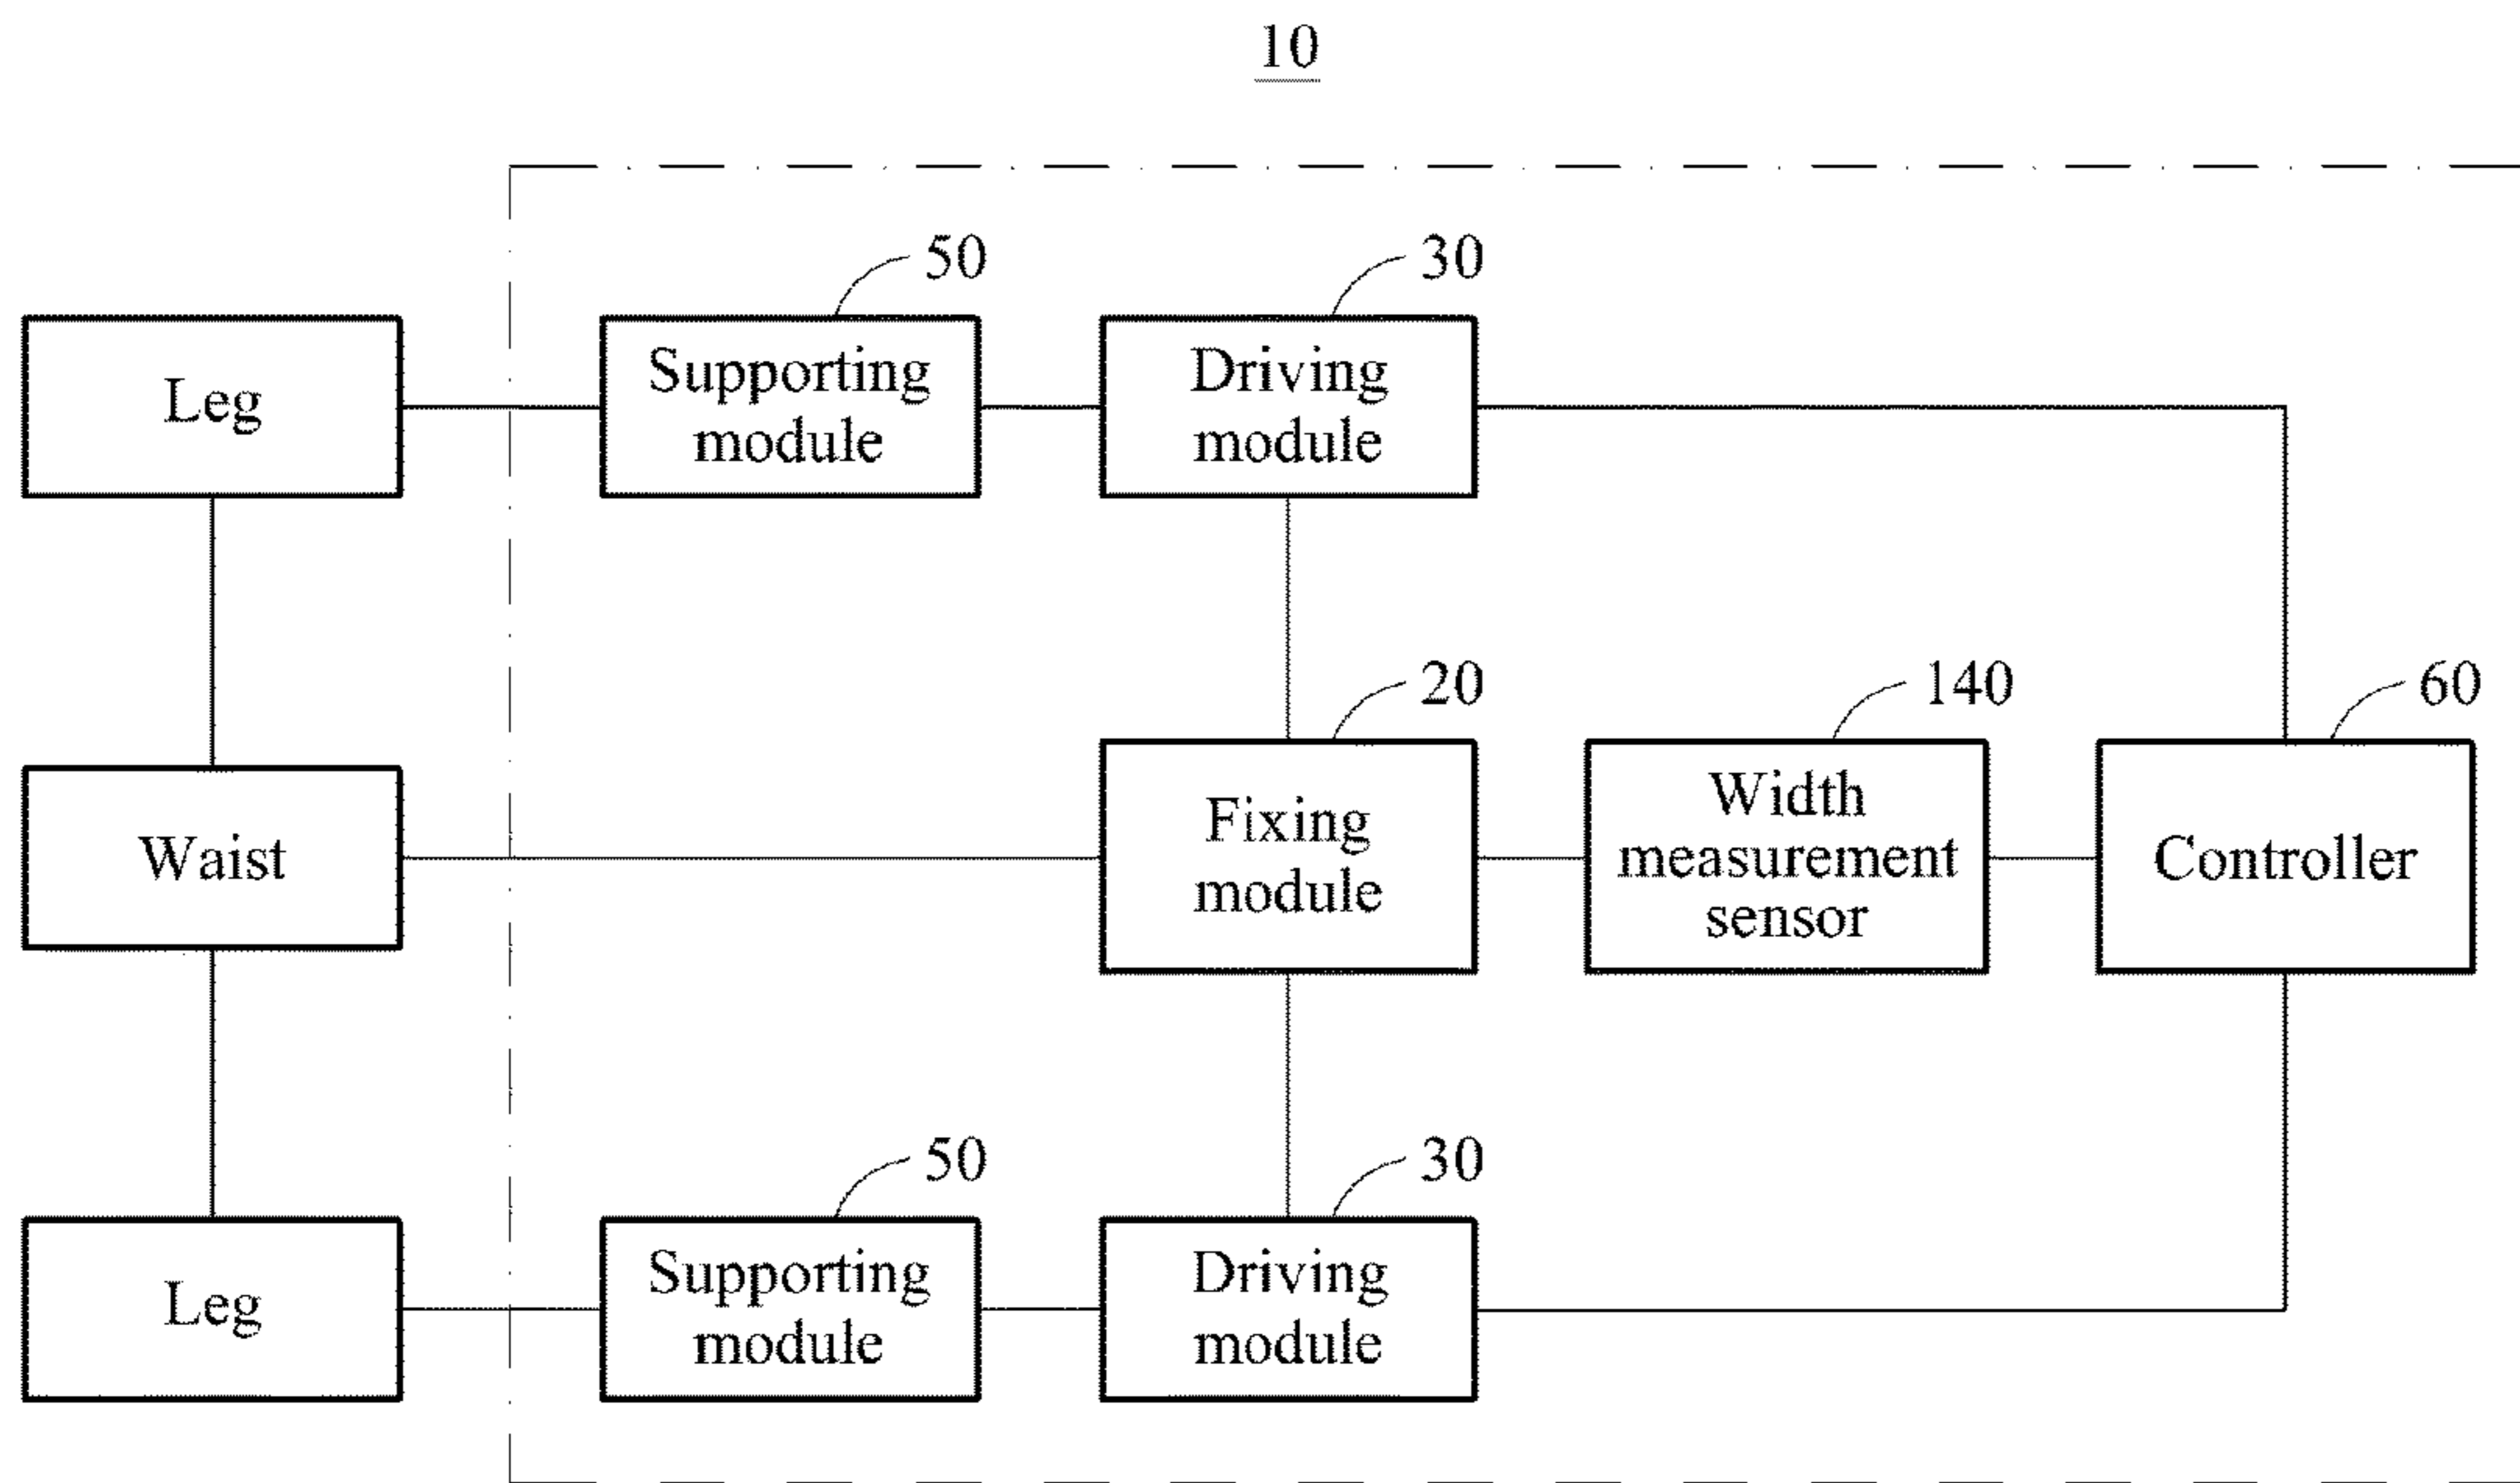 10
50
30
Leg
Supporting
module
Driving
module
20
140
60
Waist
Fixing
module
Width
measurement
sensor
Controller
50
30
Leg
Supporting
module
Driving
module